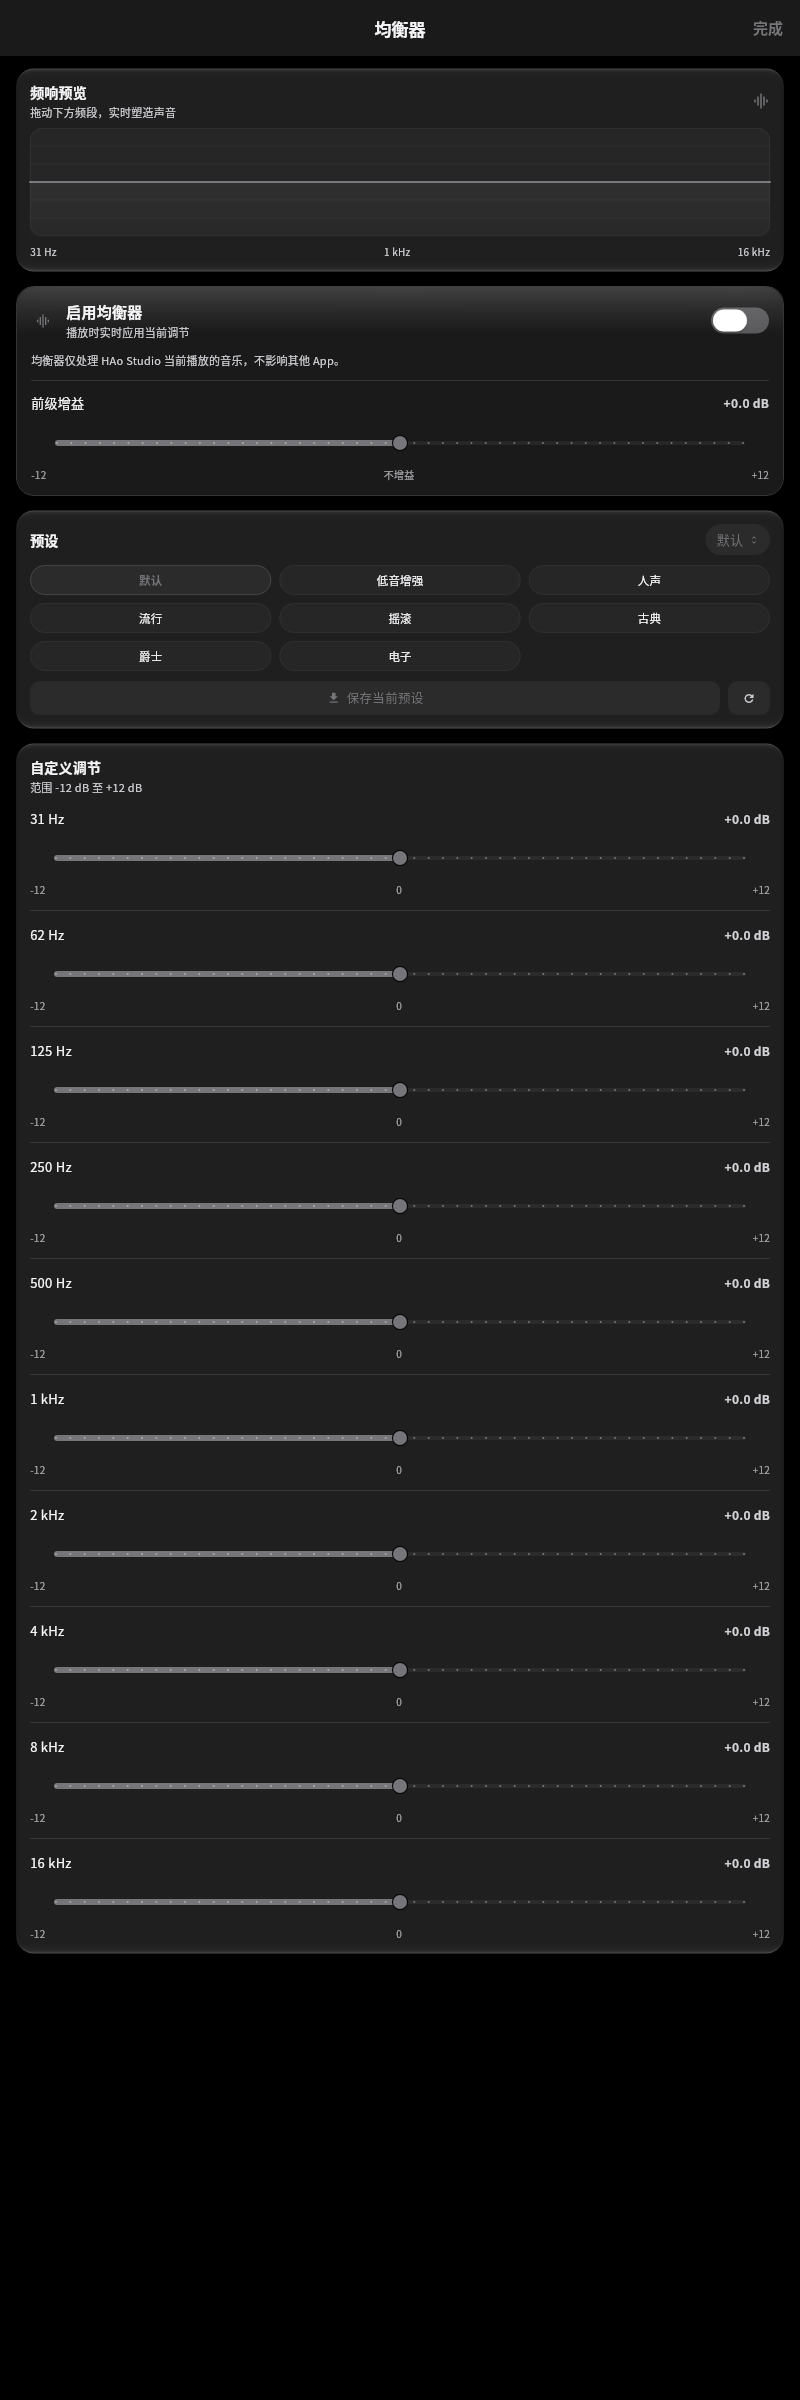 均衡器
完成
频响预览
拖动下方频段，实时塑造声音
31 Hz 1 kHz 16 kHz
启用均衡器
播放时实时应用当前调节
均衡器仅处理 HAo Studio 当前播放的音乐，不影响其他 App。
前级增益 +0.0 dB
-12 不增益 +12
预设 默认
默认 低音增强 人声
流行 摇滚 古典
爵士 电子
保存当前预设
自定义调节
范围 -12 dB 至 +12 dB
31 Hz +0.0 dB
-12 0 +12
62 Hz +0.0 dB
-12 0 +12
125 Hz +0.0 dB
-12 0 +12
250 Hz +0.0 dB
-12 0 +12
500 Hz +0.0 dB
-12 0 +12
1 kHz +0.0 dB
-12 0 +12
2 kHz +0.0 dB
-12 0 +12
4 kHz +0.0 dB
-12 0 +12
8 kHz +0.0 dB
-12 0 +12
16 kHz +0.0 dB
-12 0 +12